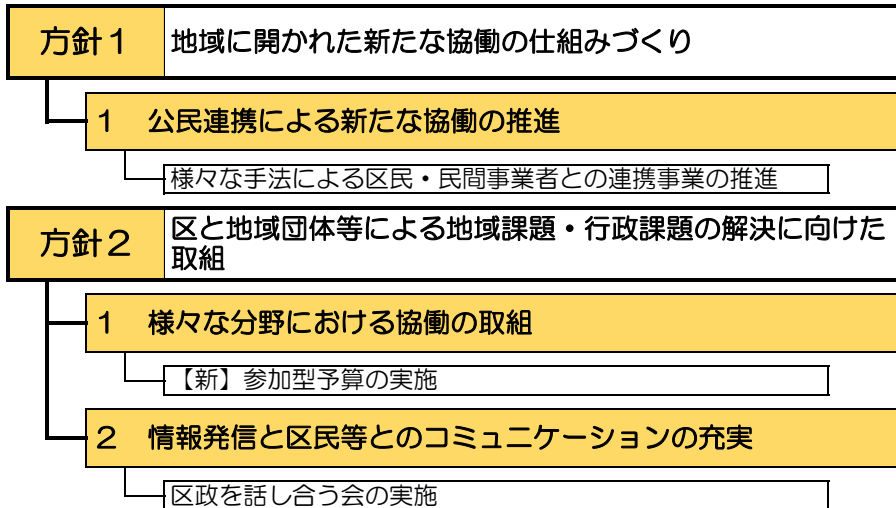 方針１ 地域に開かれた新たな協働の仕組みづくり
１ 公民連携による新たな協働の推進
様々な手法による区民・民間事業者との連携事業の推進
方針２ 区と地域団体等による地域課題・行政課題の解決に向けた
取組
１ 様々な分野における協働の取組
【新】参加型予算の実施
２ 情報発信と区民等とのコミュニケーションの充実
区政を話し合う会の実施